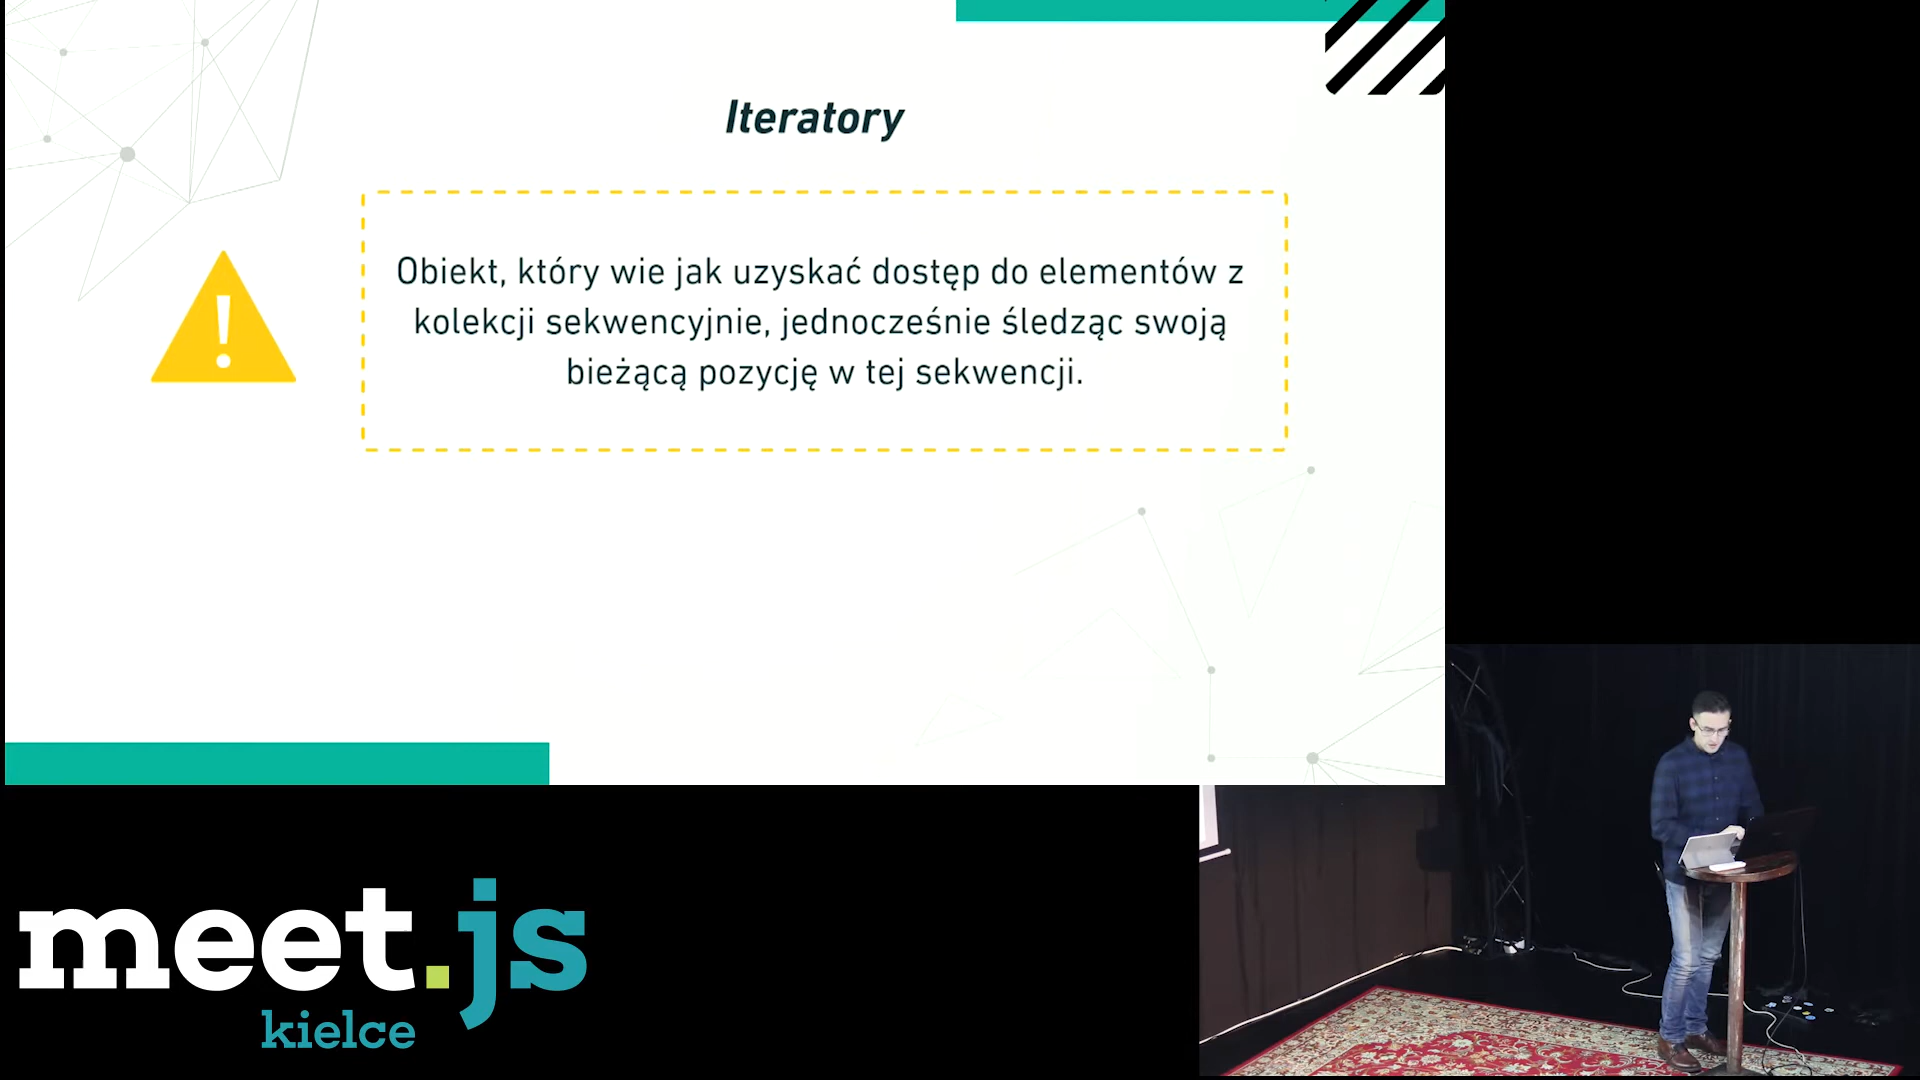 Iteratory
Obiekt, który wie jak uzyskać dostęp do elementów z
kolekcji sekwencyjnie, jednocześnie śledząc swoją
bieżącą pozycję w tej sekwencji.
meet.js
kielce